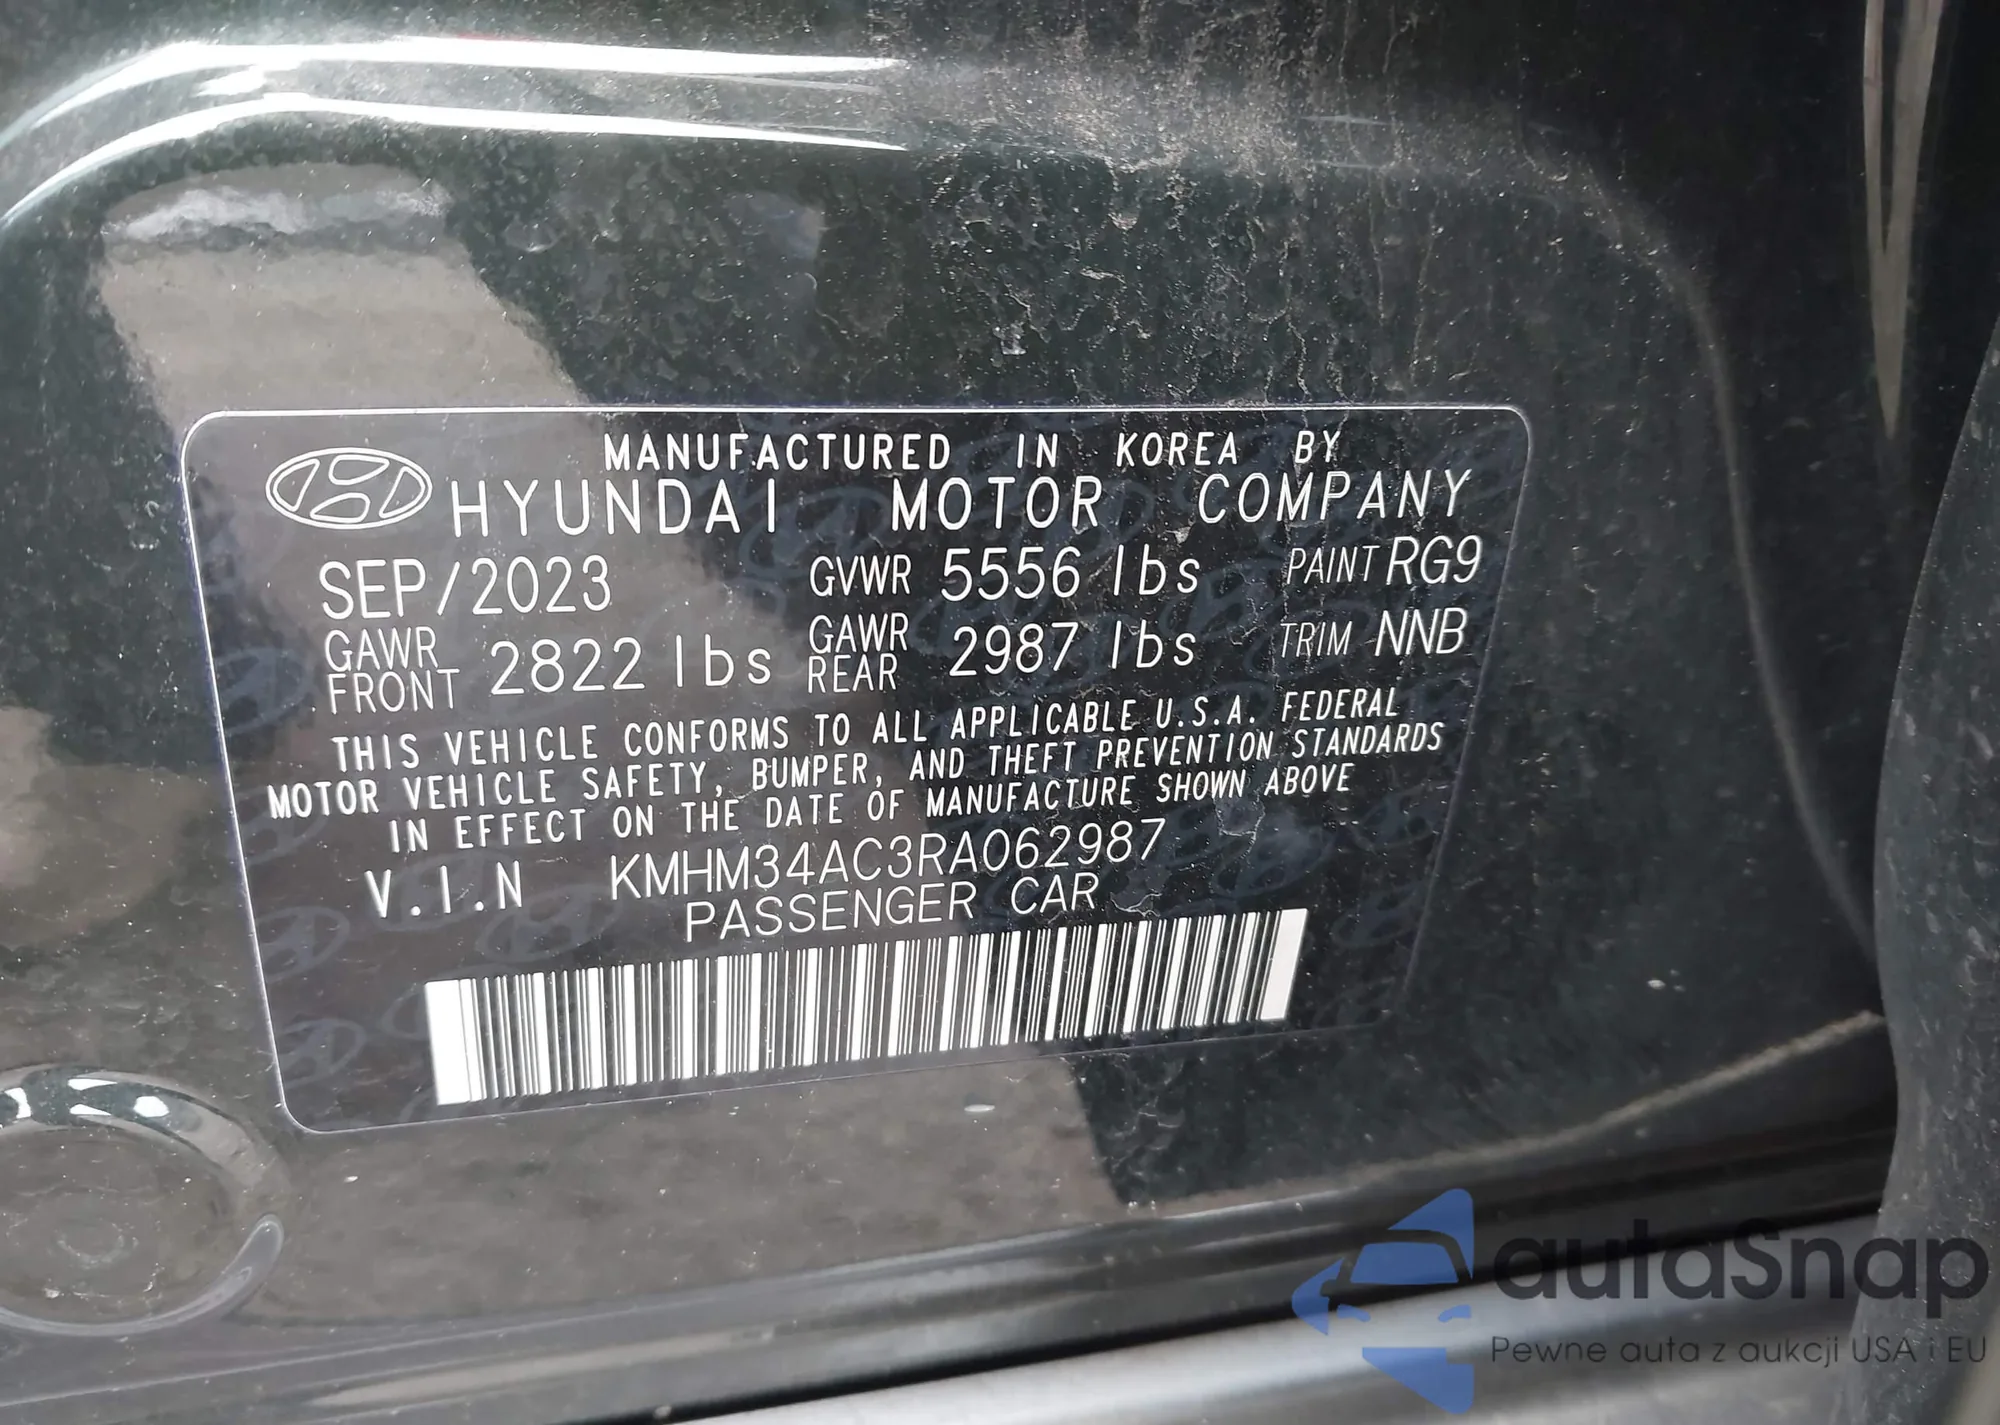 MANUFACTURED IN KOREA BY
HYUNDAI MOTOR COMPANY
SEP/2023 GVWR 5556 lbs PAINT RG9
GAWR FRONT 2822 lbs GAWR REAR 2987 lbs TRIM NNB
THIS VEHICLE CONFORMS TO ALL APPLICABLE U.S.A. FEDERAL
MOTOR VEHICLE SAFETY, BUMPER, AND THEFT PREVENTION STANDARDS
IN EFFECT ON THE DATE OF MANUFACTURE SHOWN ABOVE
V.I.N KMHM34AC3RA062987
PASSENGER CAR
autoSnap
Pewne auta z aukcji USA i EU